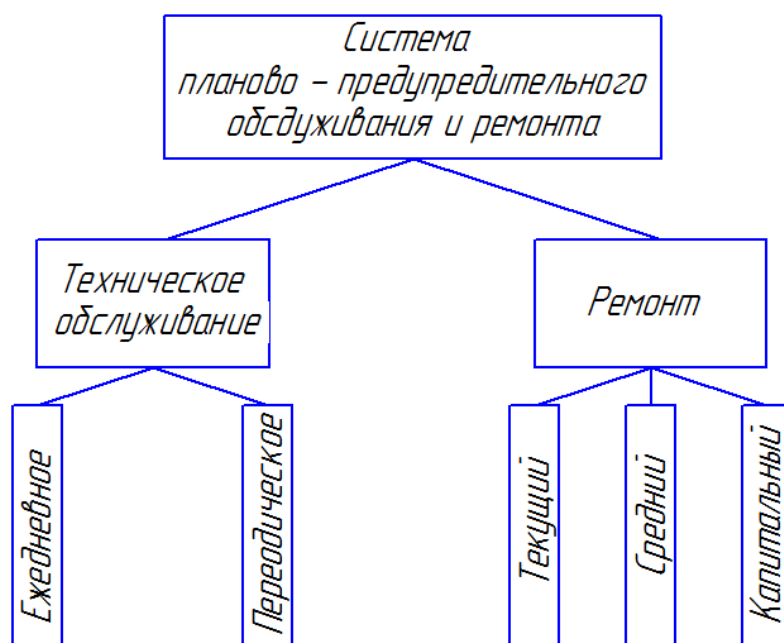 Система
планово – предупредительного
обсдуживания и ремонта
Техническое
обслуживание
Ремонт
Ежедневное
Переодическое
Текущий
Средний
Капитальный